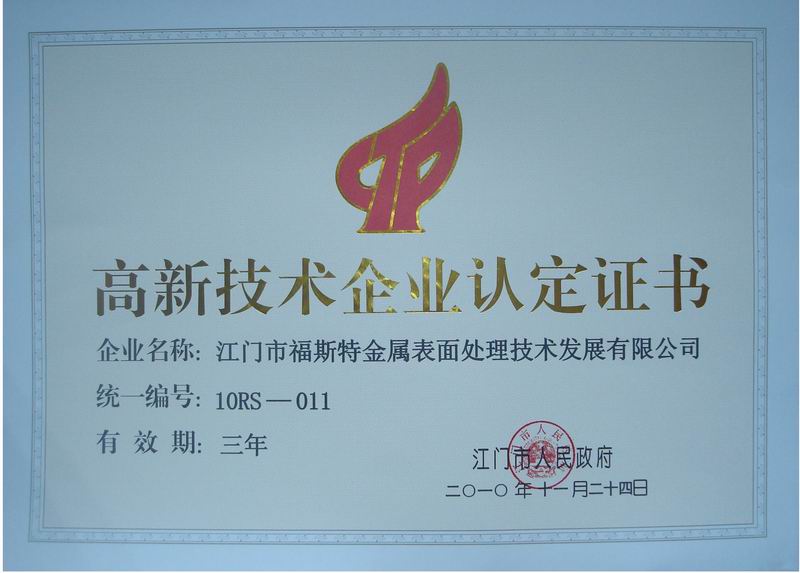 高新技术企业认定证书
企业名称：江门市福斯特金属表面处理技术发展有限公司
统一编号：10RS—011
有效期：三年
江门市人民政府
二〇一〇年十一月二十四日